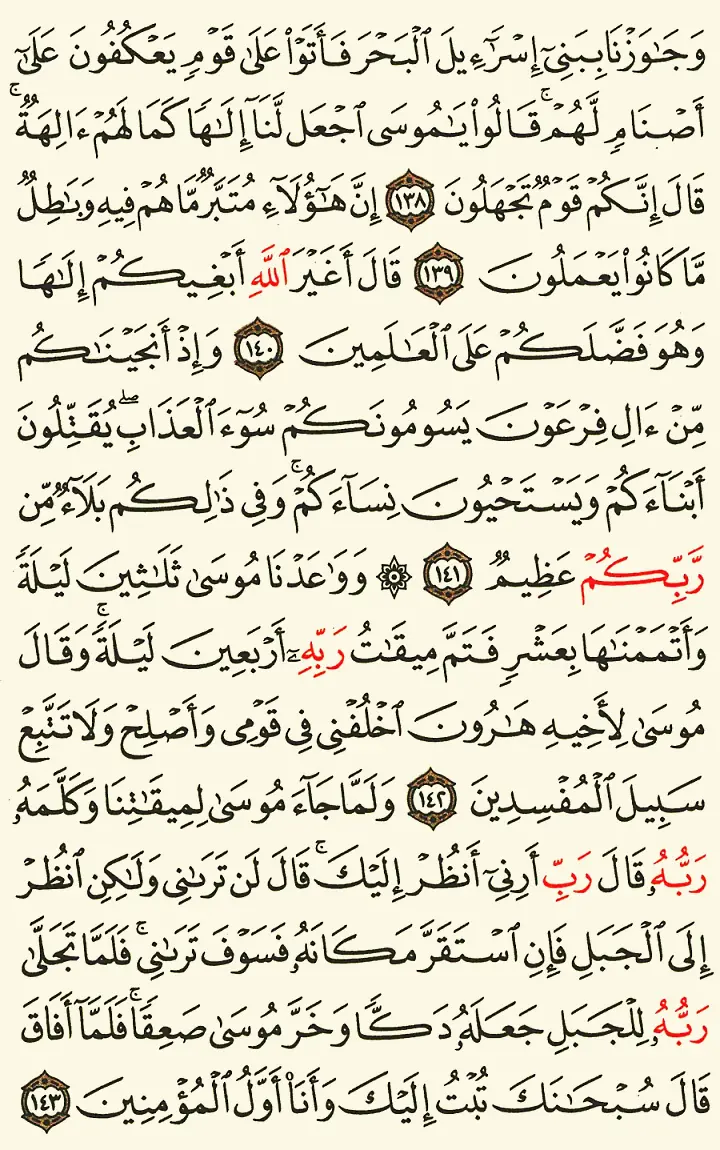 وَجَٰوَزْنَا بِبَنِىٓ إِسْرَٰٓءِيلَ ٱلْبَحْرَ فَأَتَوْا۟ عَلَىٰ قَوْمٍ يَعْكُفُونَ عَلَىٰٓ
أَصْنَامٍ لَّهُمْ ۚ قَالُوا۟ يَٰمُوسَى ٱجْعَل لَّنَآ إِلَٰهًا كَمَا لَهُمْ ءَالِهَةٌ ۚ
قَالَ إِنَّكُمْ قَوْمٌ تَجْهَلُونَ ١٣٨ إِنَّ هَٰٓؤُلَآءِ مُتَبَّرٌ مَّا هُمْ فِيهِ وَبَٰطِلٌ
مَّا كَانُوا۟ يَعْمَلُونَ ١٣٩ قَالَ أَغَيْرَ ٱللَّهِ أَبْغِيكُمْ إِلَٰهًا
وَهُوَ فَضَّلَكُمْ عَلَى ٱلْعَٰلَمِينَ ١٤٠ وَإِذْ أَنجَيْنَٰكُم
مِّنْ ءَالِ فِرْعَوْنَ يَسُومُونَكُمْ سُوٓءَ ٱلْعَذَابِ ۖ يُقَتِّلُونَ
أَبْنَآءَكُمْ وَيَسْتَحْيُونَ نِسَآءَكُمْ ۚ وَفِى ذَٰلِكُم بَلَآءٌ مِّن
رَّبِّكُمْ عَظِيمٌ ١٤١ ۞ وَوَٰعَدْنَا مُوسَىٰ ثَلَٰثِينَ لَيْلَةً
وَأَتْمَمْنَٰهَا بِعَشْرٍ فَتَمَّ مِيقَٰتُ رَبِّهِۦٓ أَرْبَعِينَ لَيْلَةً ۚ وَقَالَ
مُوسَىٰ لِأَخِيهِ هَٰرُونَ ٱخْلُفْنِى فِى قَوْمِى وَأَصْلِحْ وَلَا تَتَّبِعْ
سَبِيلَ ٱلْمُفْسِدِينَ ١٤٢ وَلَمَّا جَآءَ مُوسَىٰ لِمِيقَٰتِنَا وَكَلَّمَهُۥ
رَبُّهُۥ قَالَ رَبِّ أَرِنِىٓ أَنظُرْ إِلَيْكَ ۚ قَالَ لَن تَرَىٰنِى وَلَٰكِنِ ٱنظُرْ
إِلَى ٱلْجَبَلِ فَإِنِ ٱسْتَقَرَّ مَكَانَهُۥ فَسَوْفَ تَرَىٰنِى ۚ فَلَمَّا تَجَلَّىٰ
رَبُّهُۥ لِلْجَبَلِ جَعَلَهُۥ دَكًّا وَخَرَّ مُوسَىٰ صَعِقًا ۚ فَلَمَّآ أَفَاقَ
قَالَ سُبْحَٰنَكَ تُبْتُ إِلَيْكَ وَأَنَا۠ أَوَّلُ ٱلْمُؤْمِنِينَ ١٤٣